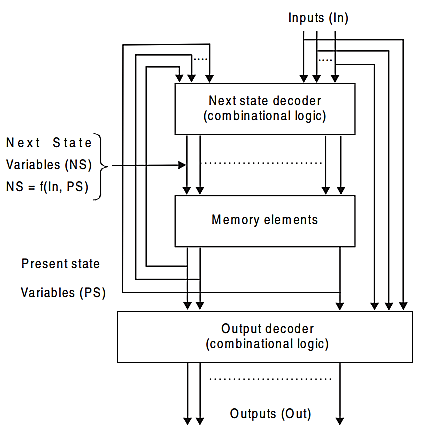 Inputs (In)
Next state decoder
(combinational logic)
Next State
Variables (NS)
NS = f(In, PS)
Memory elements
Present state
Variables (PS)
Output decoder
(combinational logic)
Outputs (Out)